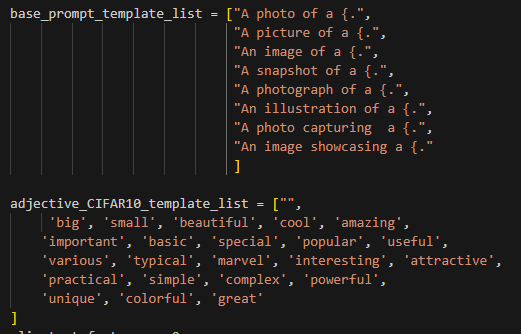 base_prompt_template_list = ["A photo of a {.",
"A picture of a {.",
"An image of a {.",
"A snapshot of a {.",
"A photograph of a {.",
"An illustration of a {.",
"A photo capturing  a {.",
"An image showcasing a {."
]
adjective_CIFAR10_template_list = ["",
'big', 'small', 'beautiful', 'cool', 'amazing',
'important', 'basic', 'special', 'popular', 'useful',
'various', 'typical', 'marvel', 'interesting', 'attractive',
'practical', 'simple', 'complex', 'powerful',
'unique', 'colorful', 'great'
]